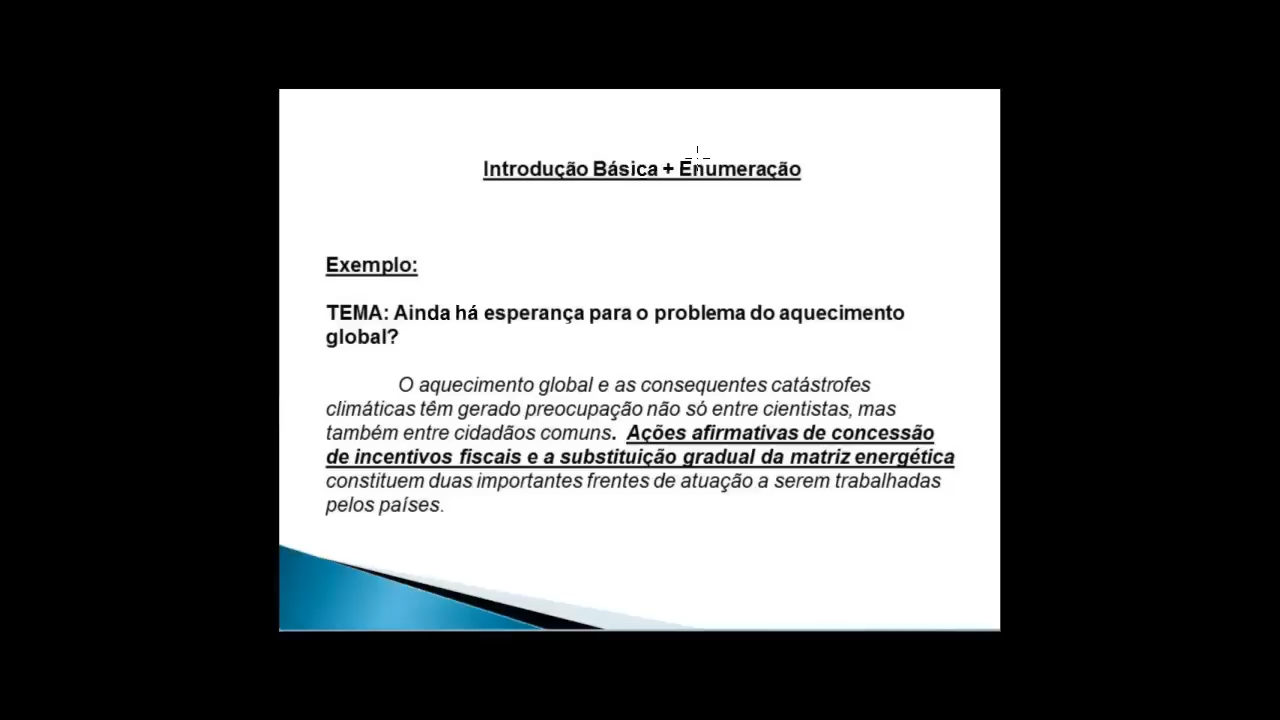 Introdução Básica + Enumeração
Exemplo:
TEMA: Ainda há esperança para o problema do aquecimento
global?
O aquecimento global e as consequentes catástrofes
climáticas têm gerado preocupação não só entre cientistas, mas
também entre cidadãos comuns. Ações afirmativas de concessão
de incentivos fiscais e a substituição gradual da matriz energética
constituem duas importantes frentes de atuação a serem trabalhadas
pelos países.